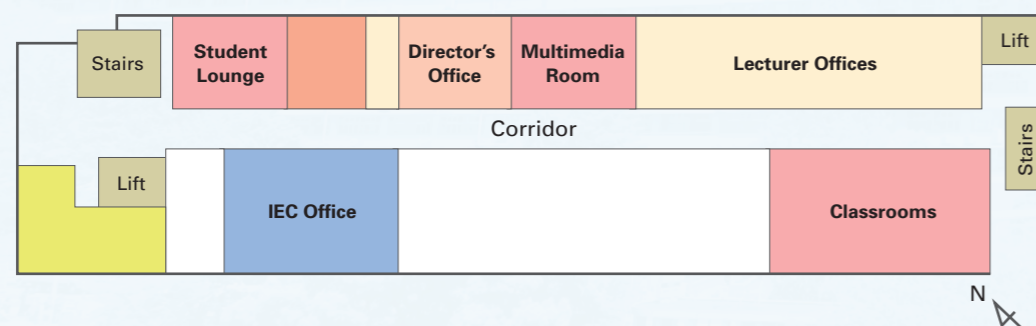 Stairs
Student
Lounge
Director's
Office
Multimedia
Room
Lecturer Offices
Lift
Corridor
Stairs
Lift
IEC Office
Classrooms
N